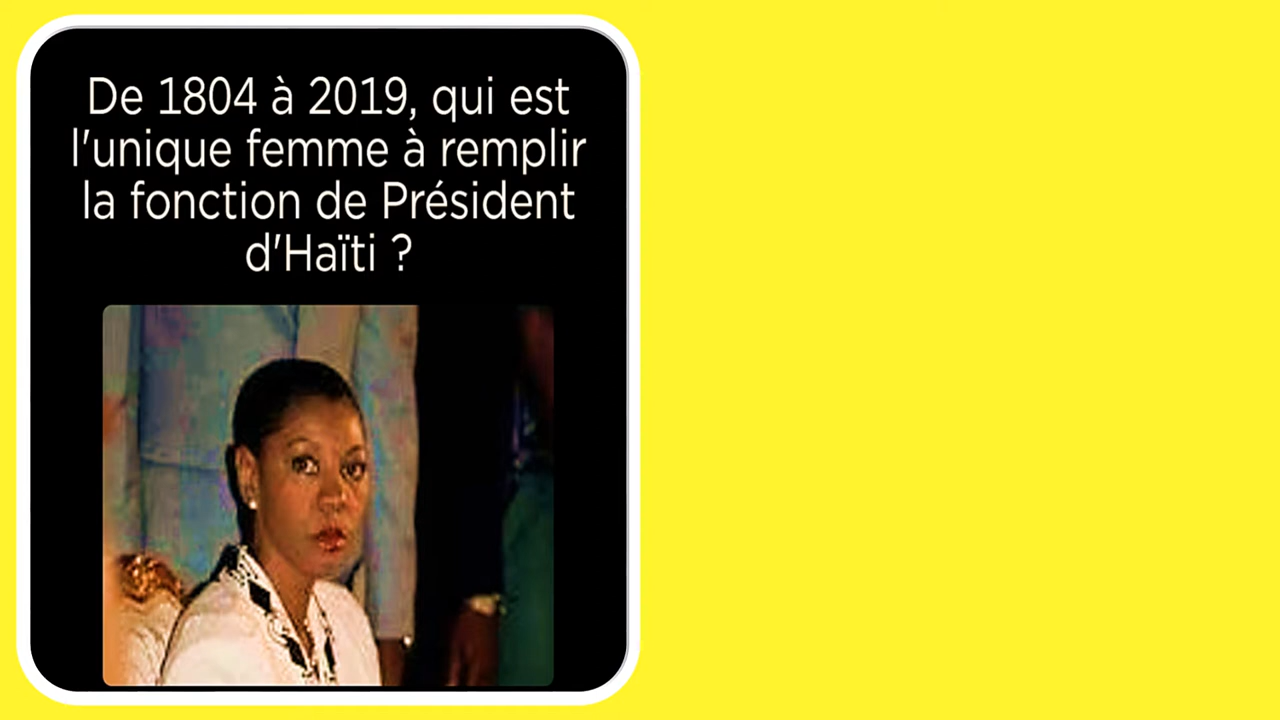 De 1804 à 2019, qui est
l'unique femme à remplir
la fonction de Président
d'Haïti ?